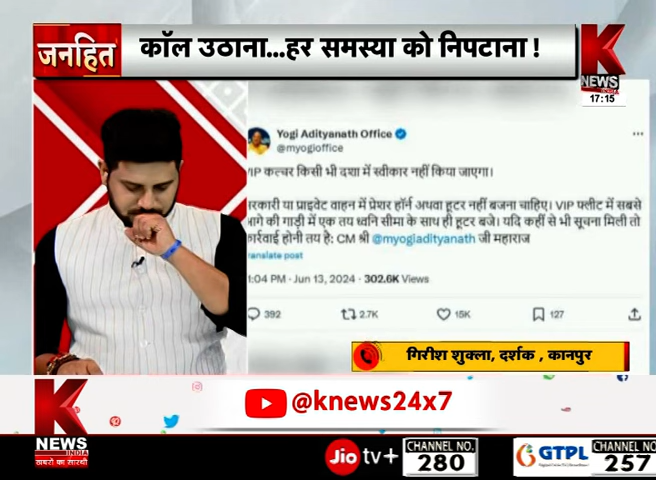 जनहित
कॉल उठाना...हर समस्या को निपटाना !
K
NEWS
17:15
Yogi Adityanath Office
@myogioffice
VIP कल्चर किसी भी दशा में स्वीकार नहीं किया जाएगा।
सरकारी या प्राइवेट वाहन में प्रेशर हॉर्न अथवा हूटर नहीं बजना चाहिए। VIP फ्लीट में सबसे
आगे की गाड़ी में एक तय ध्वनि सीमा के साथ ही हूटर बजे। यदि कहीं से भी सूचना मिली तो
कार्रवाई होनी तय है: CM श्री @myogiadityanath जी महाराज
translate post
1:04 PM · Jun 13, 2024 · 302.6K Views
392 2.7K 15K 127
गिरीश शुक्ला, दर्शक , कानपुर
@knews24x7
K
NEWS
INDIA
खबरों का सारथी
Jio tv+ CHANNEL NO. 280
GTPL CHANNEL NO. 257